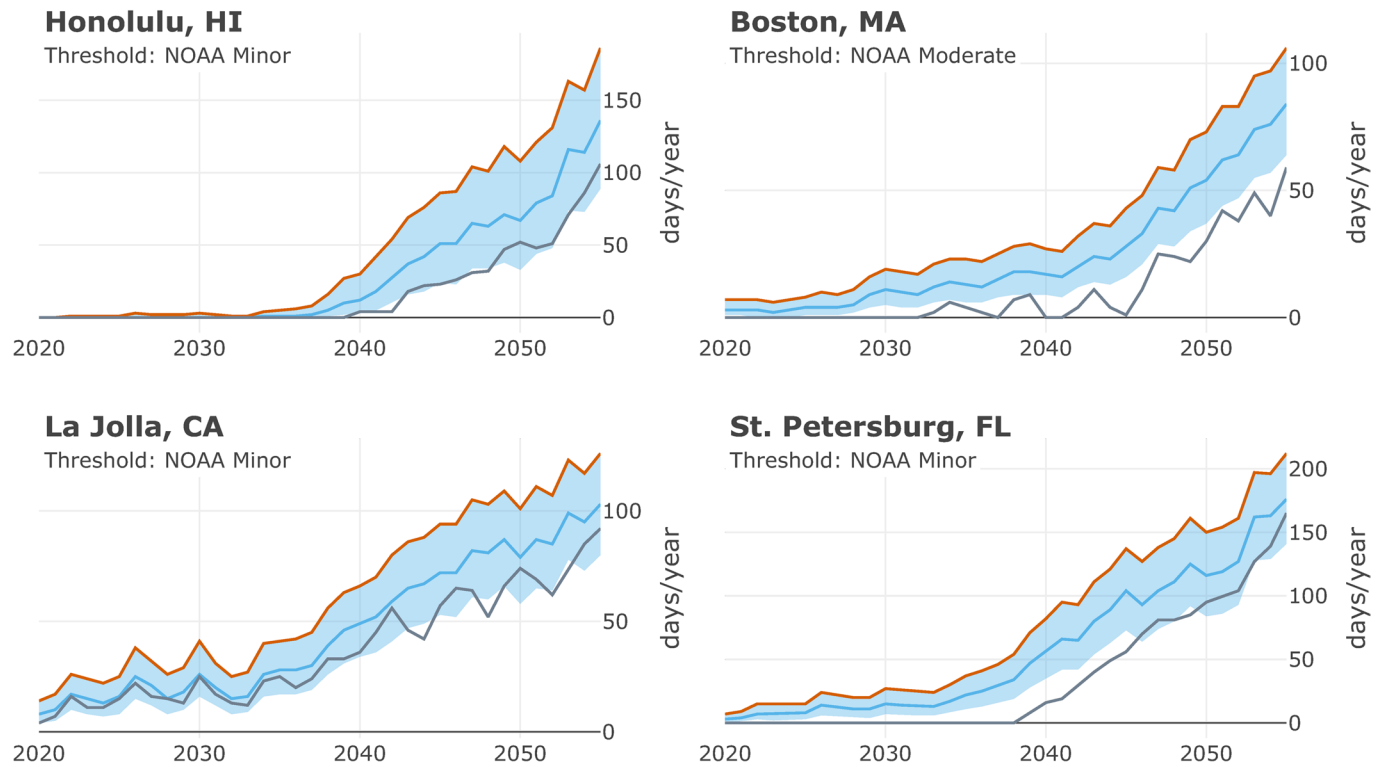 Honolulu, HI
Threshold: NOAA Minor
150
100
50
0
days/year
2020
2030
2040
2050
Boston, MA
Threshold: NOAA Moderate
100
50
0
days/year
2020
2030
2040
2050
La Jolla, CA
Threshold: NOAA Minor
100
50
0
days/year
2020
2030
2040
2050
St. Petersburg, FL
Threshold: NOAA Minor
200
150
100
50
0
days/year
2020
2030
2040
2050